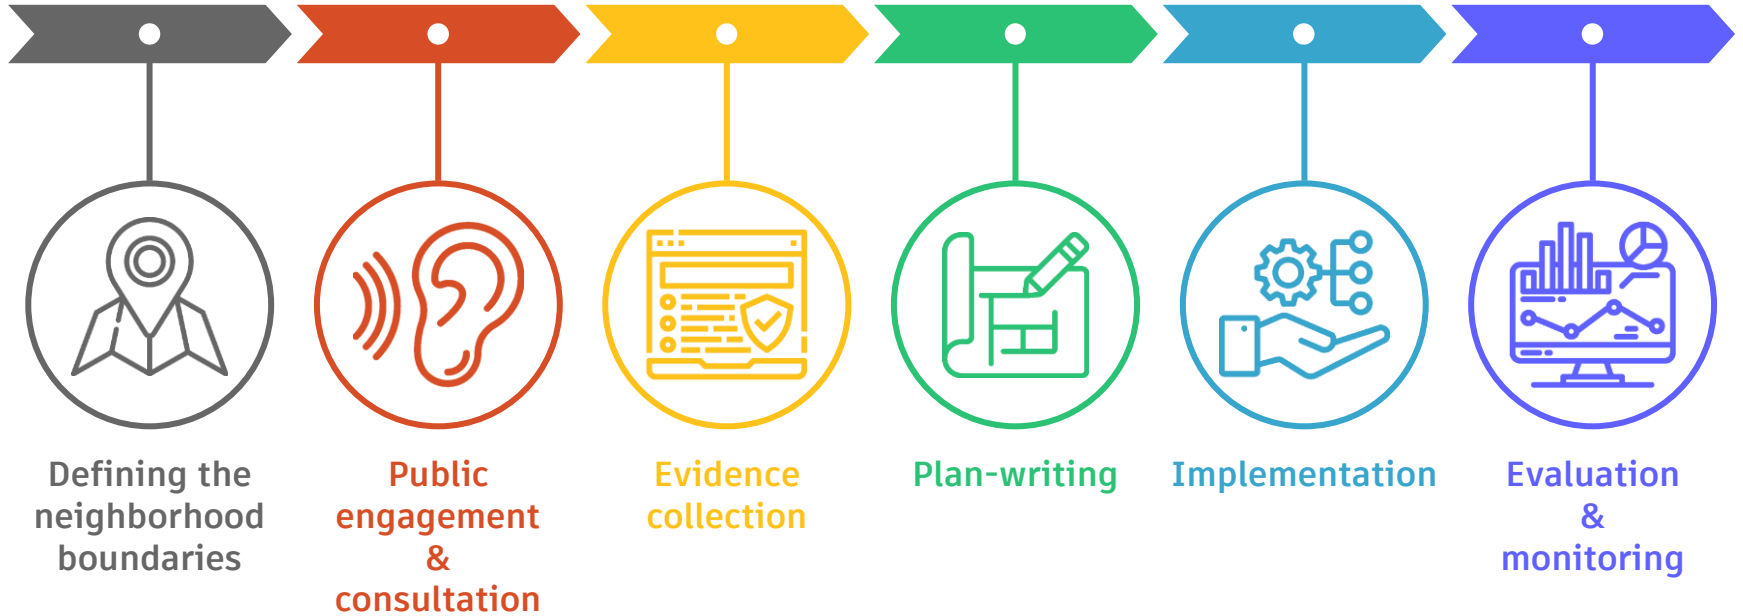 Defining the
neighborhood
boundaries
Public
engagement
&
consultation
Evidence
collection
Plan-writing
Implementation
Evaluation
&
monitoring